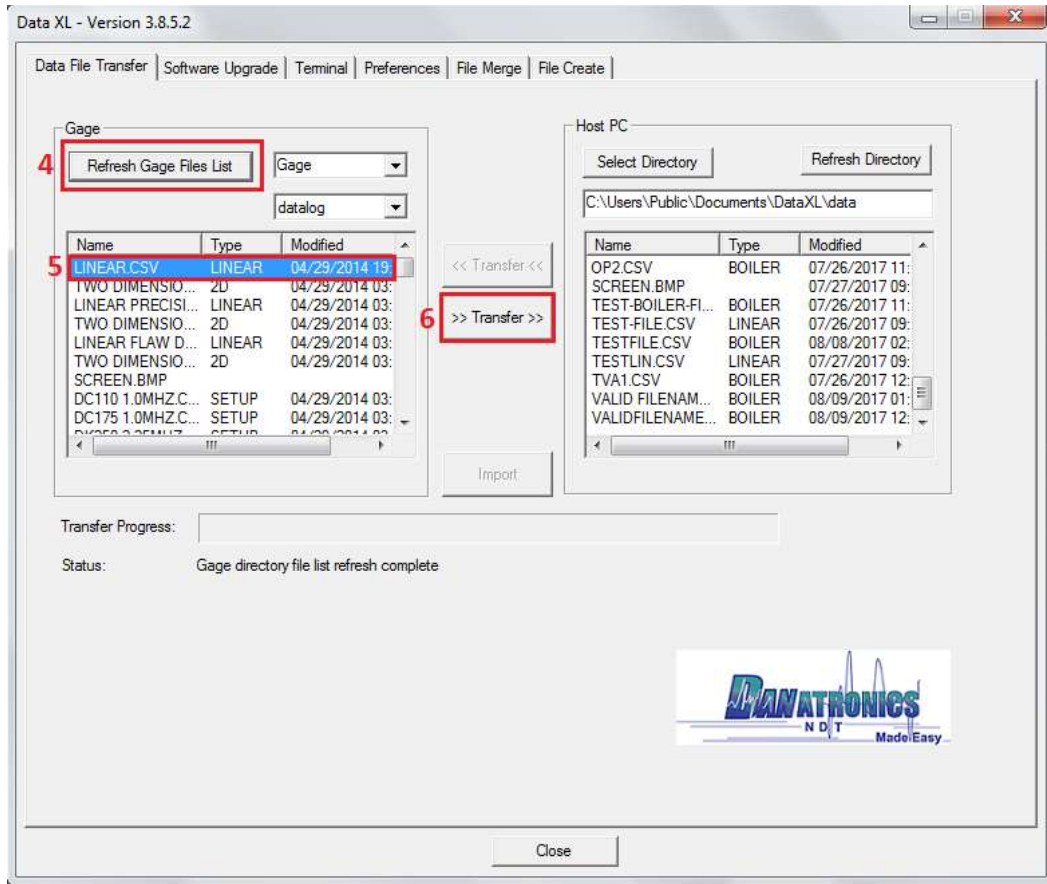 Data XL - Version 3.8.5.2
Data File Transfer Software Upgrade Terminal Preferences File Merge File Create
Gage
4 Refresh Gage Files List Gage
datalog
Name Type Modified
5 LINEAR.CSV LINEAR 04/29/2014 19:
TWO DIMENSIO... 2D 04/29/2014 03:
LINEAR PRECISI... LINEAR 04/29/2014 03:
TWO DIMENSIO... 2D 04/29/2014 03:
LINEAR FLAW D... LINEAR 04/29/2014 03:
TWO DIMENSIO... 2D 04/29/2014 03:
SCREEN.BMP
DC110 1.0MHZ.C... SETUP 04/29/2014 03:
DC175 1.0MHZ.C... SETUP 04/29/2014 03:
<< Transfer <<
6 >> Transfer >>
Import
Host PC
Select Directory Refresh Directory
C:\Users\Public\Documents\DataXL\data
Name Type Modified
OP2.CSV BOILER 07/26/2017 11:
SCREEN.BMP 07/27/2017 09:
TEST-BOILER-FI... BOILER 07/26/2017 11:
TEST-FILE.CSV LINEAR 07/26/2017 09:
TESTFILE.CSV BOILER 08/08/2017 02:
TESTLIN.CSV LINEAR 07/27/2017 09:
TVA1.CSV BOILER 07/26/2017 12:
VALID FILENAM... BOILER 08/09/2017 01:
VALIDFILENAME... BOILER 08/09/2017 12:
Transfer Progress:
Status: Gage directory file list refresh complete
DANATRONICS
NDT
Made Easy
Close